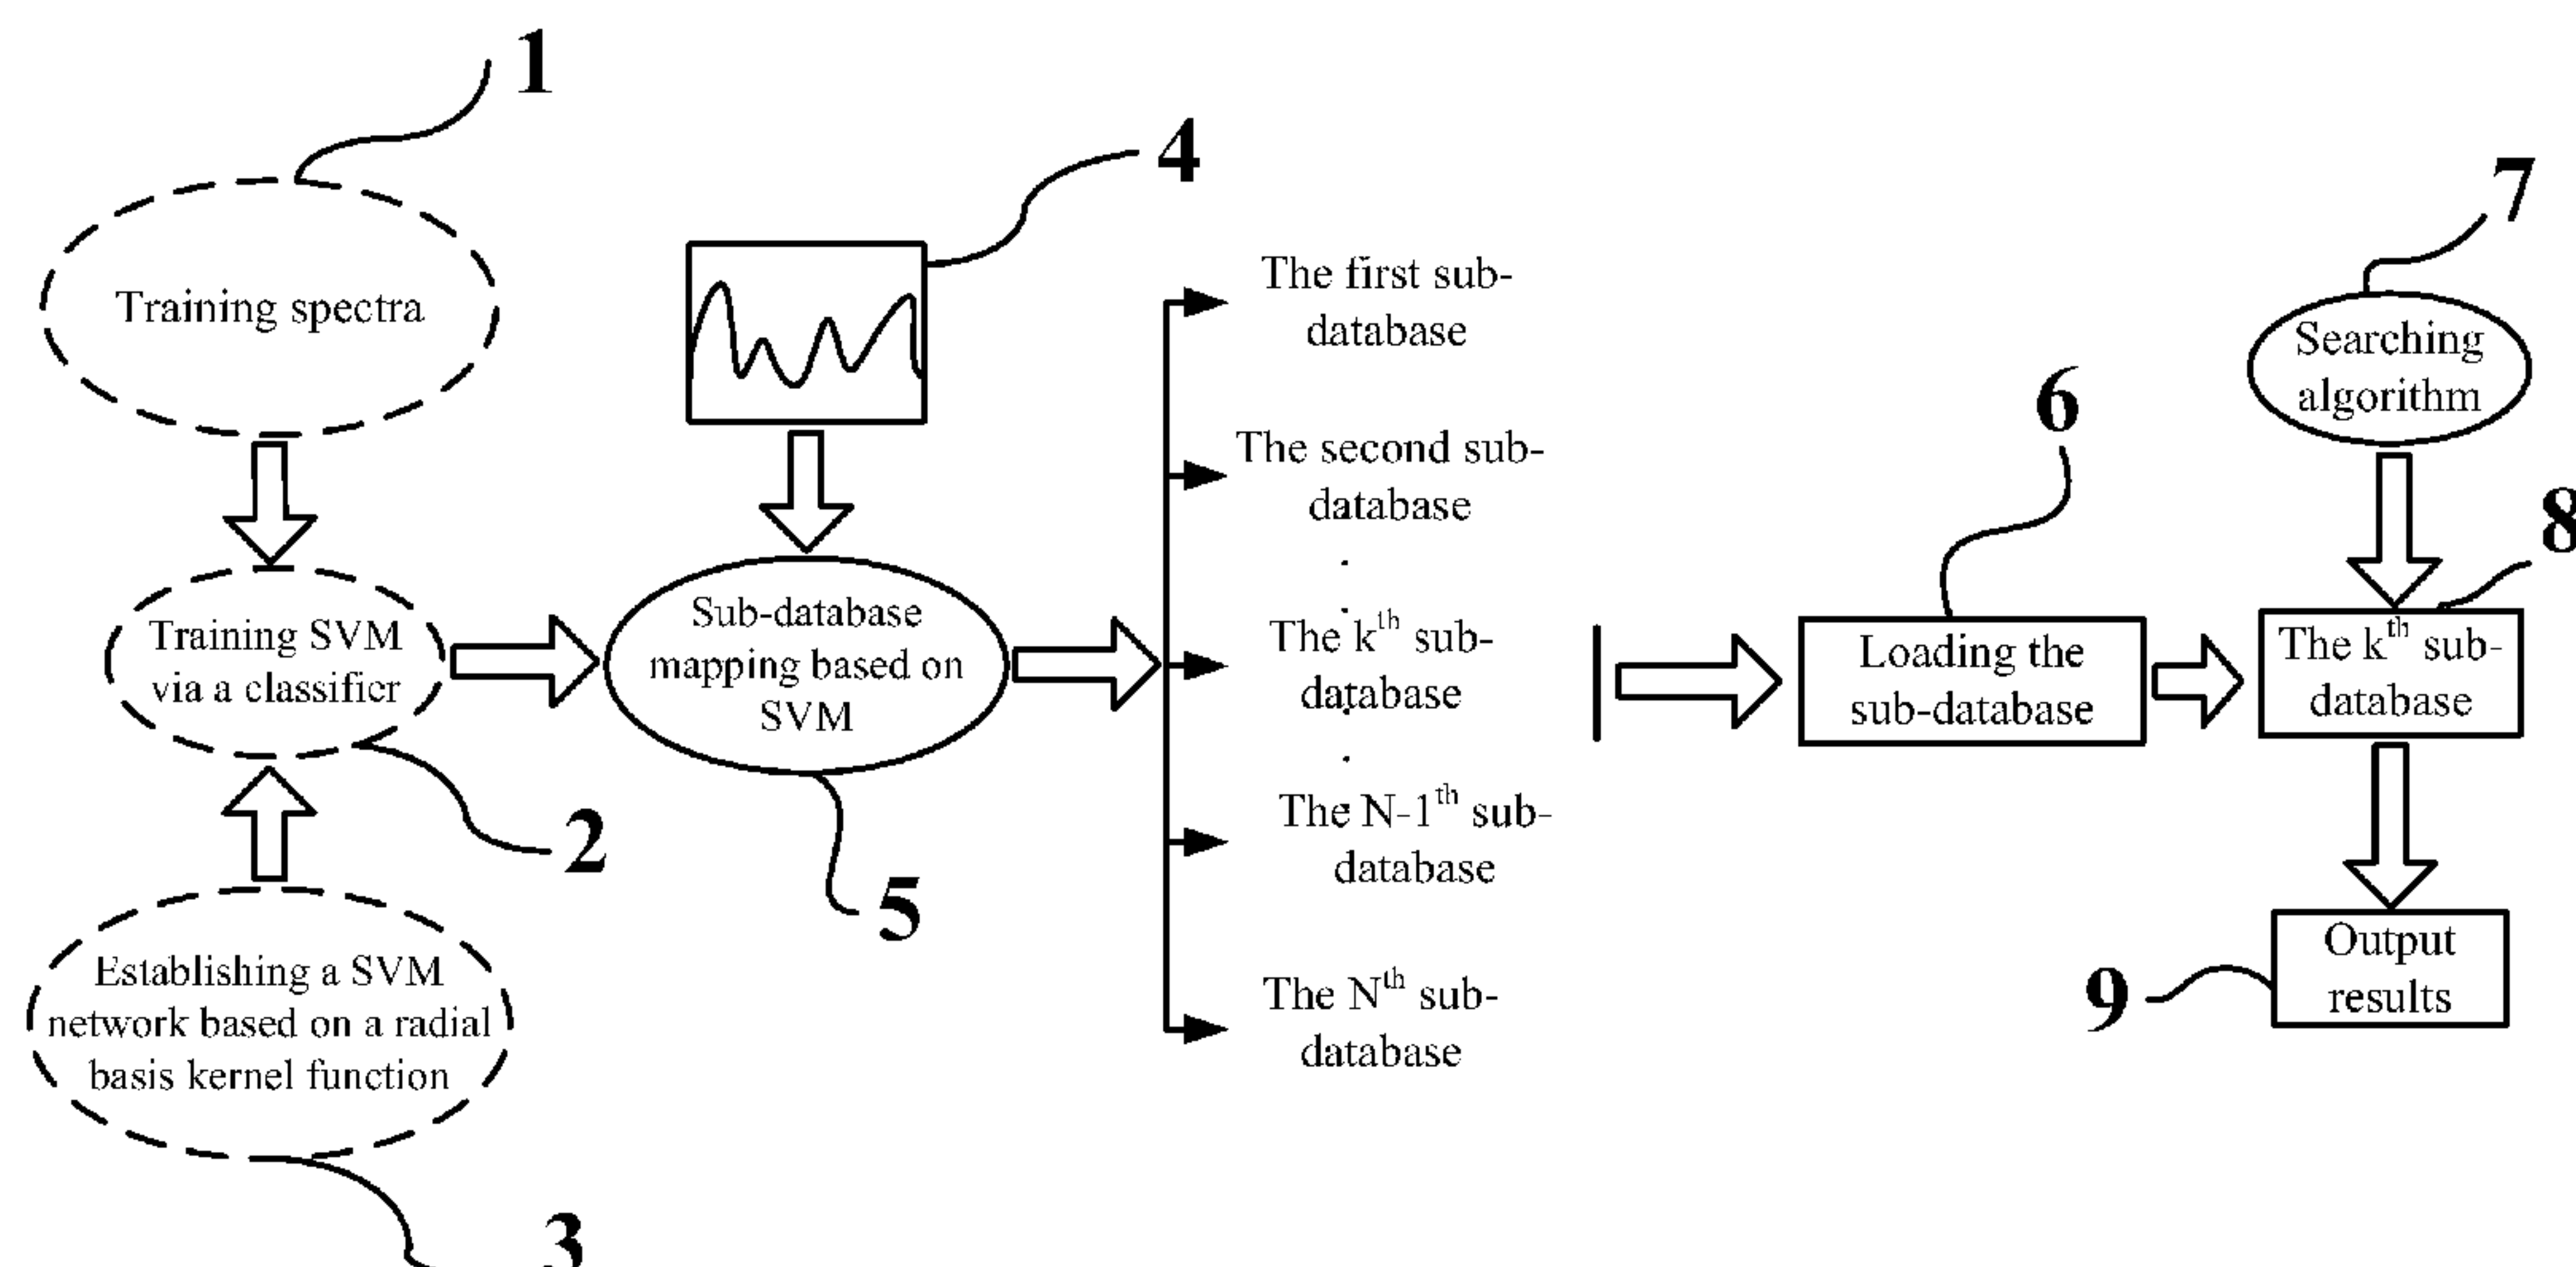 1
Training spectra
Training SVM
via a classifier
2
Establishing a SVM
network based on a radial
basis kernel function
3
4
Sub-database
mapping based on
SVM
5
The first sub-
database
The second sub-
database
The kth sub-
database
The N-1th sub-
database
The Nth sub-
database
6
Loading the
sub-database
7
Searching
algorithm
8
The kth sub-
database
9
Output
results